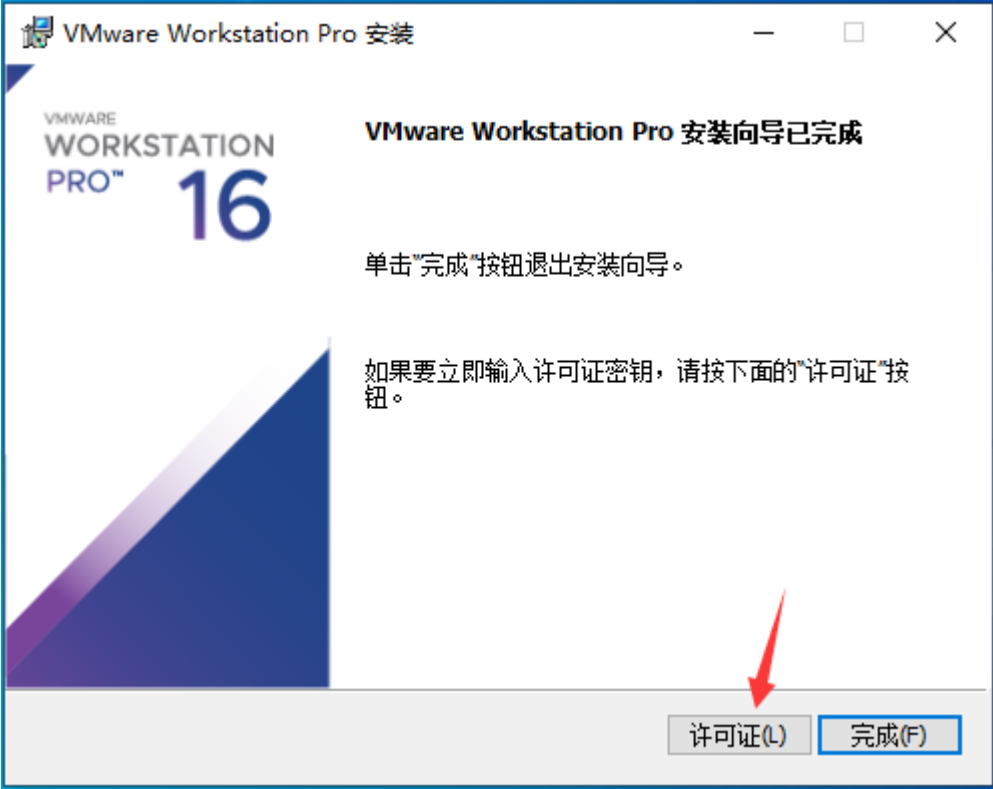 VMware Workstation Pro 安装
VMWARE
WORKSTATION
PRO™
16
VMware Workstation Pro 安装向导已完成
单击"完成"按钮退出安装向导。
如果要立即输入许可证密钥，请按下面的"许可证"按
钮。
许可证(L)
完成(F)